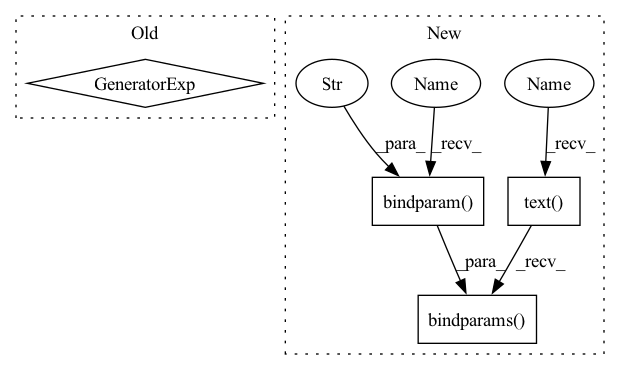 Old
New
GeneratorExp
Str
Name
Name
_para_
_recv_
_recv_
bindparam()
text()
_para_
_recv_
bindparams()